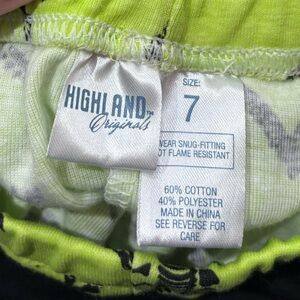 HIGHLAND™
Originals
SIZE:
7
WEAR SNUG-FITTING
NOT FLAME RESISTANT
60% COTTON
40% POLYESTER
MADE IN CHINA
SEE REVERSE FOR
CARE